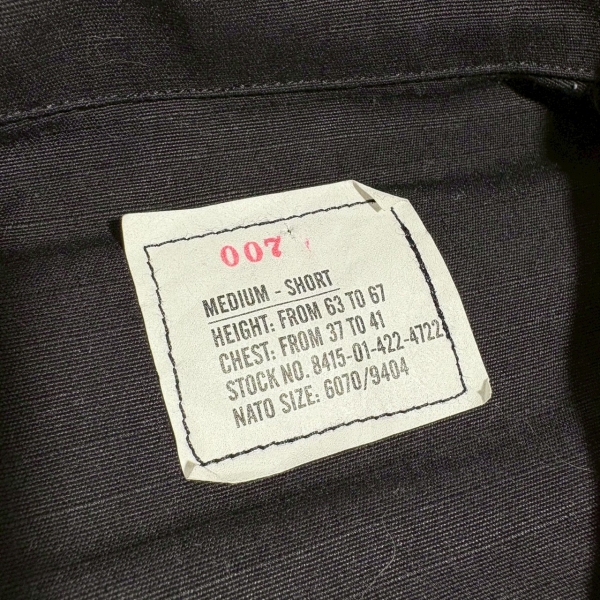 007
MEDIUM - SHORT
HEIGHT: FROM 63 TO 67
CHEST: FROM 37 TO 41
STOCK NO. 8415-01-422-4722
NATO SIZE: 6070/9404